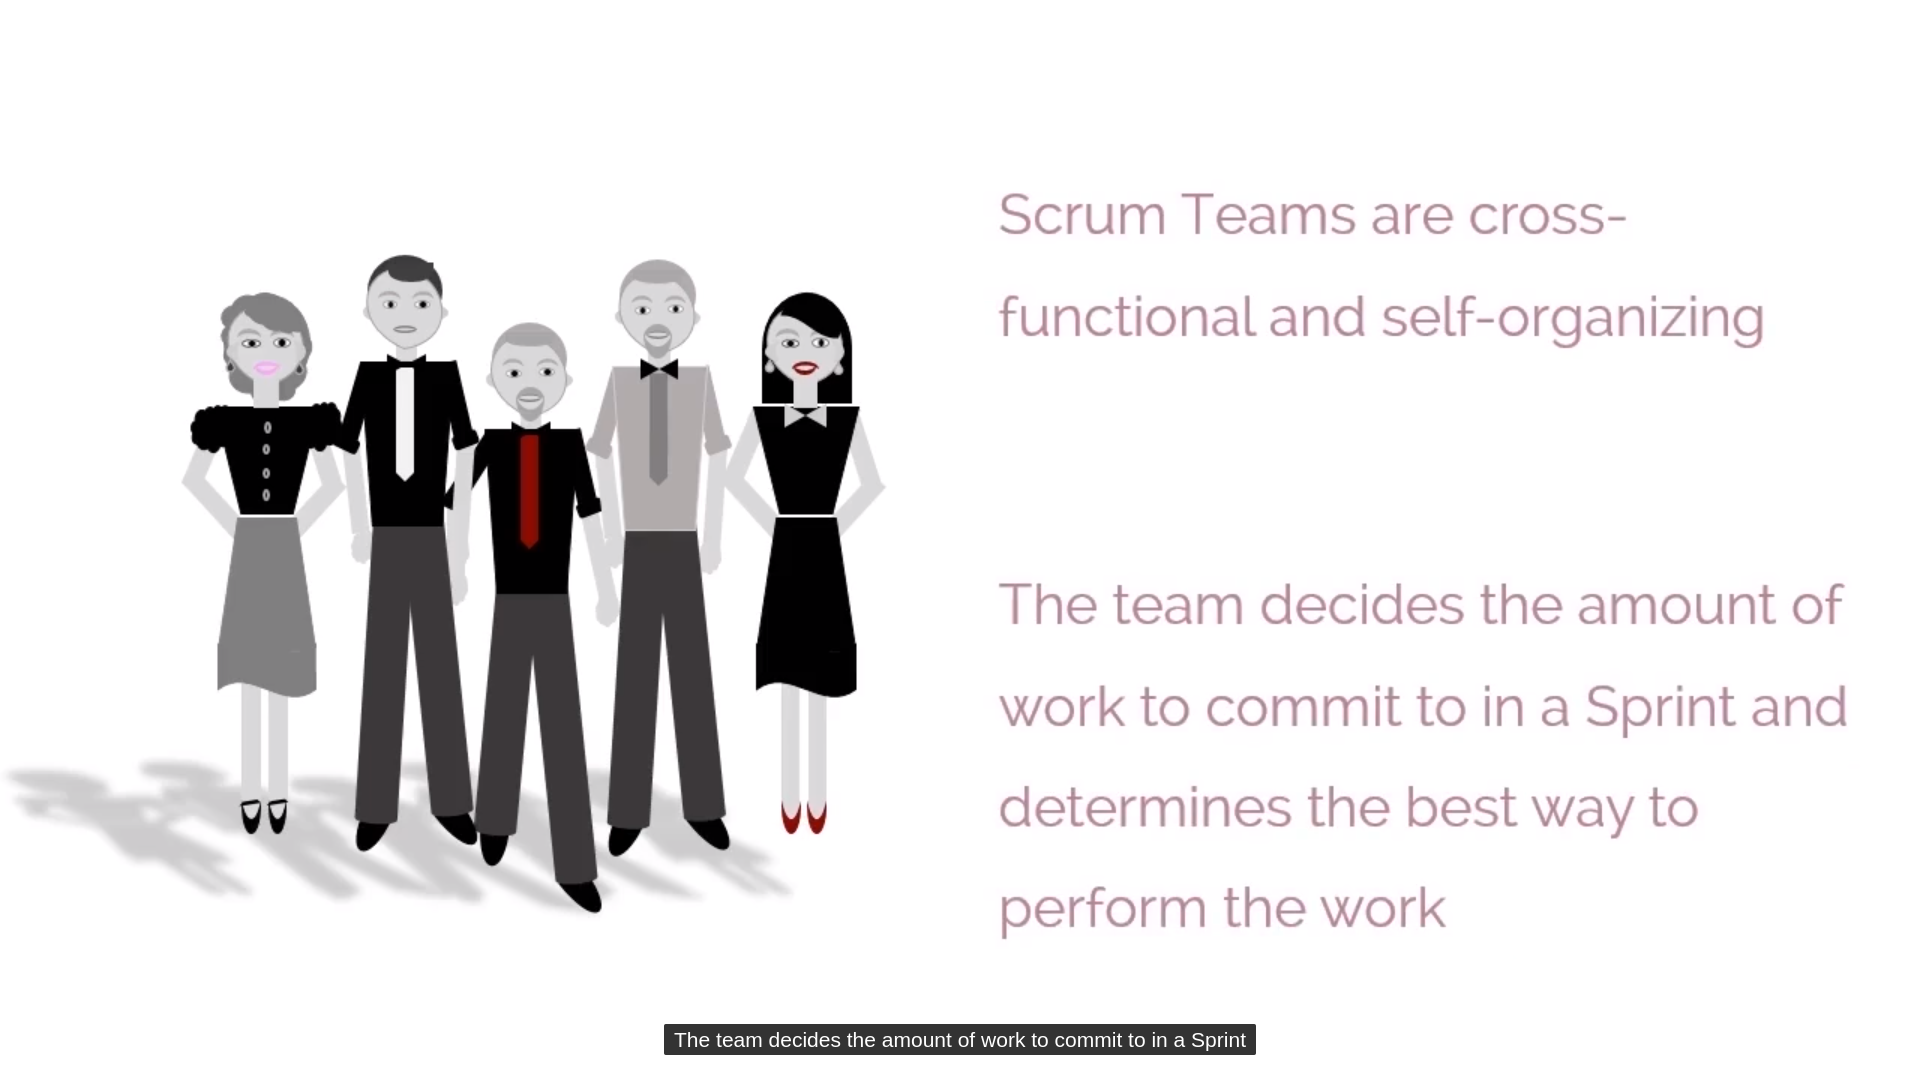 Scrum Teams are cross-
functional and self-organizing
The team decides the amount of
work to commit to in a Sprint and
determines the best way to
perform the work
The team decides the amount of work to commit to in a Sprint